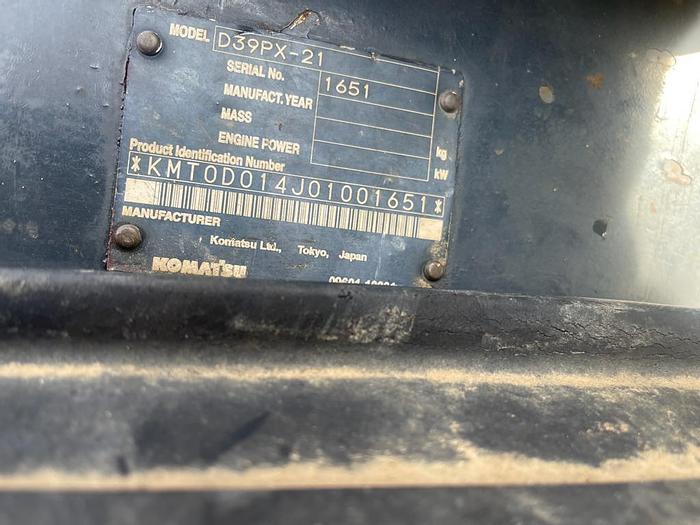 MODEL D39PX-21
SERIAL No. 1651
MANUFACT. YEAR
MASS kg
ENGINE POWER kW
Product Identification Number
*KMT0D014J01001651*
MANUFACTURER
Komatsu Ltd., Tokyo, Japan
KOMATSU